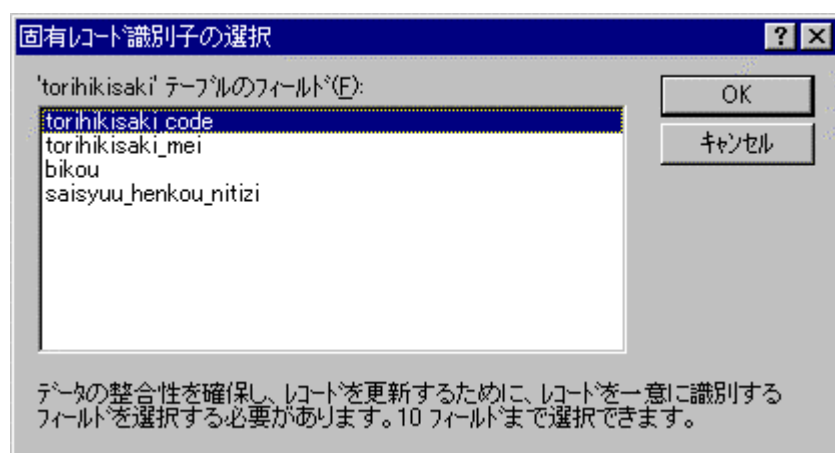 固有ﾚｺｰﾄﾞ識別子の選択
'torihikisaki' ﾃｰﾌﾞﾙのﾌｨｰﾙﾄﾞ(F):
OK
torihikisaki_code
ｷｬﾝｾﾙ
torihikisaki_mei
bikou
saisyuu_henkou_nitizi
ﾃﾞｰﾀの整合性を確保し、ﾚｺｰﾄﾞを更新するために、ﾚｺｰﾄﾞを一意に識別する
ﾌｨｰﾙﾄﾞを選択する必要があります。10 ﾌｨｰﾙﾄﾞまで選択できます。